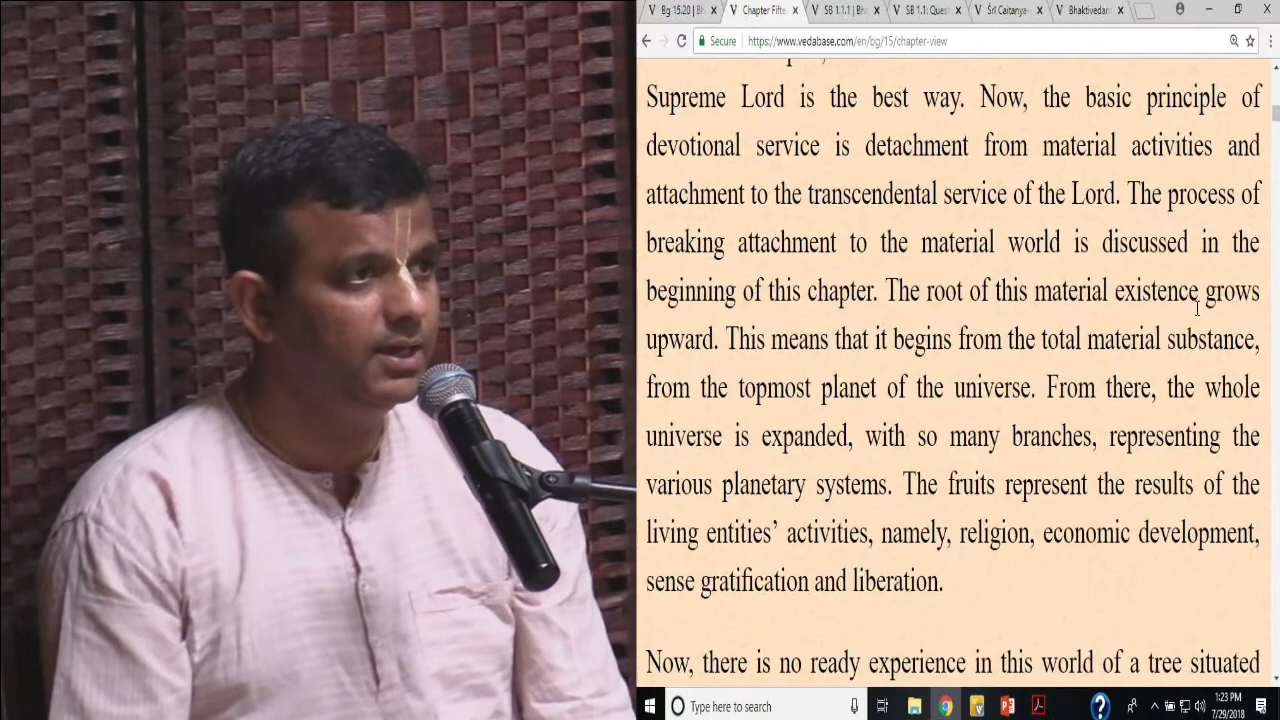 Bg 15.20 | Bh
Chapter Fifte
SB 1.1.1 | Bha
SB 1.1: Quest
Śrī Caitanya-
Bhaktivedan
Secure https://www.vedabase.com/en/bg/15/chapter-view
Supreme Lord is the best way. Now, the basic principle of
devotional service is detachment from material activities and
attachment to the transcendental service of the Lord. The process of
breaking attachment to the material world is discussed in the
beginning of this chapter. The root of this material existence grows
upward. This means that it begins from the total material substance,
from the topmost planet of the universe. From there, the whole
universe is expanded, with so many branches, representing the
various planetary systems. The fruits represent the results of the
living entities’ activities, namely, religion, economic development,
sense gratification and liberation.
Now, there is no ready experience in this world of a tree situated
Type here to search
1:23 PM
7/29/2018